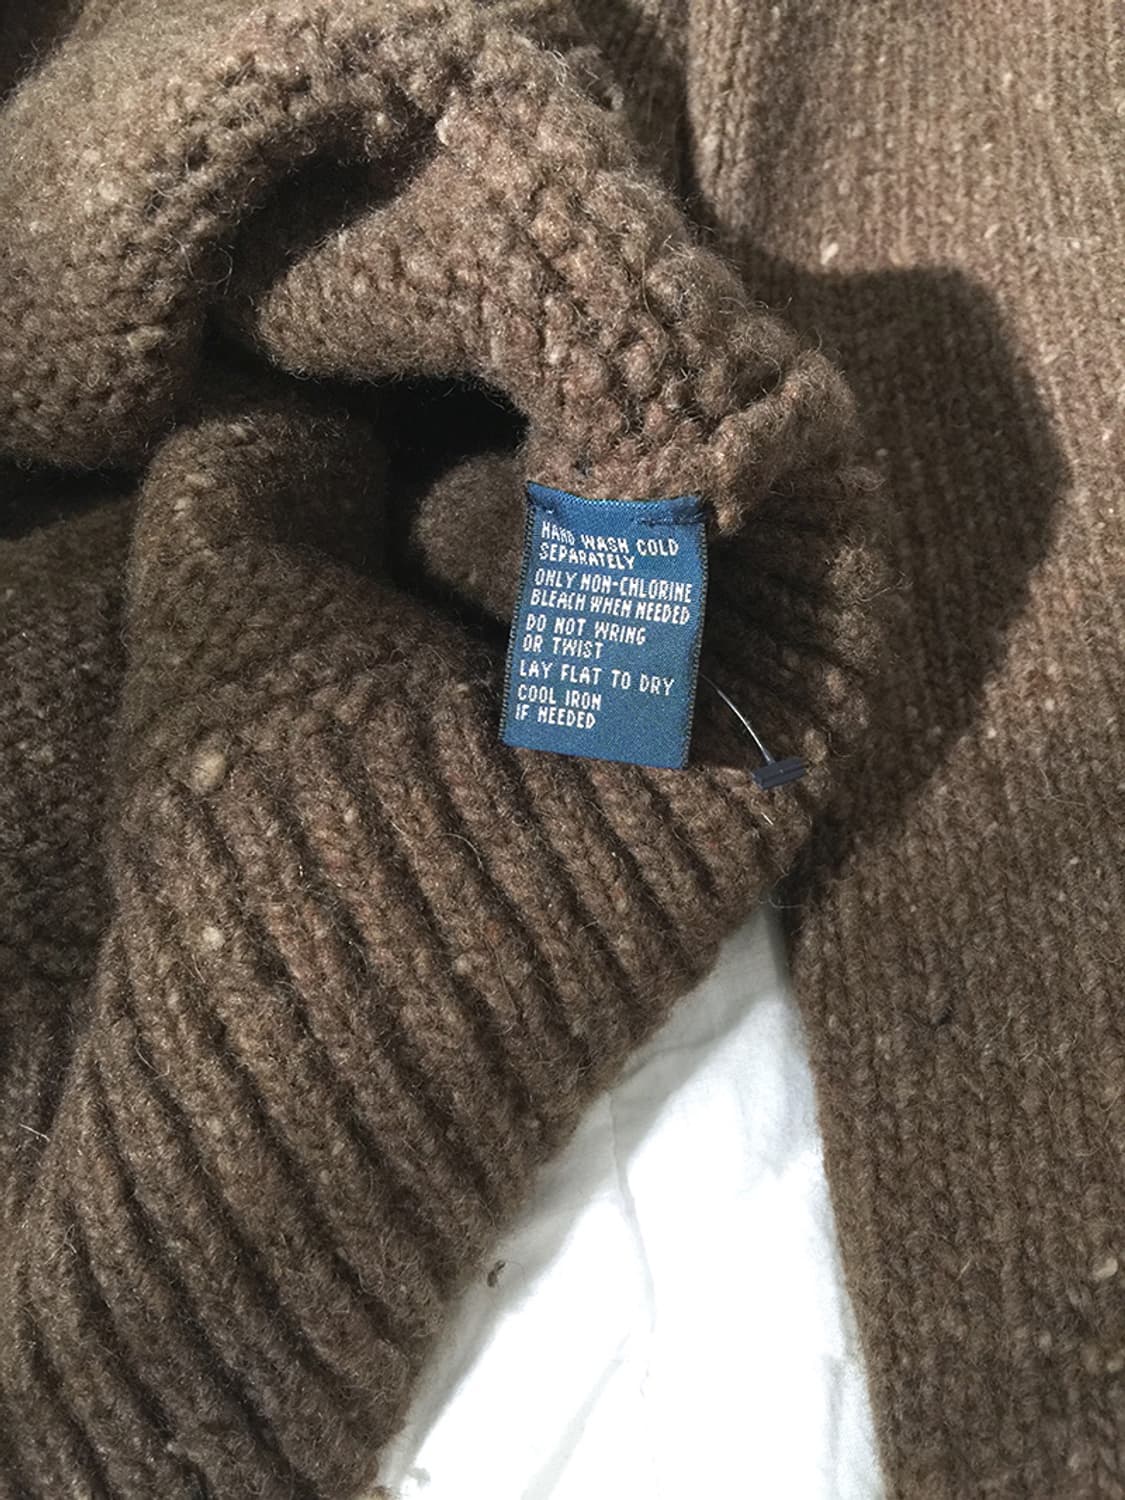 HAND WASH COLD
SEPARATELY
ONLY NON-CHLORINE
BLEACH WHEN NEEDED
DO NOT WRING
OR TWIST
LAY FLAT TO DRY
COOL IRON
IF NEEDED